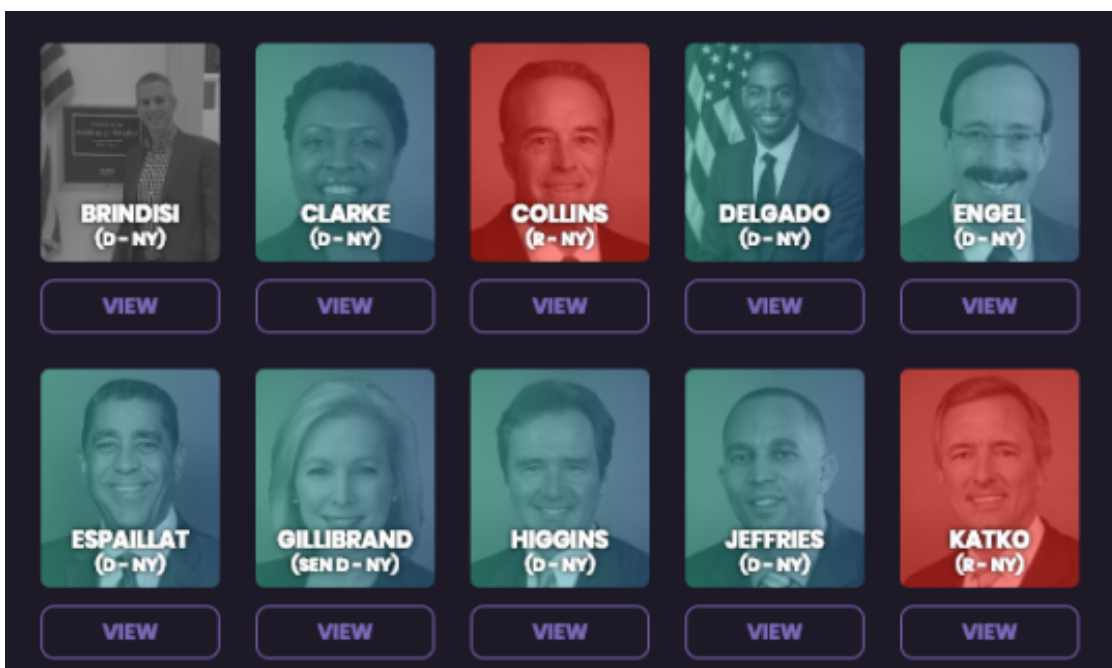 BRINDISI
(D - NY)
CLARKE
(D - NY)
COLLINS
(R - NY)
DELGADO
(D - NY)
ENGEL
(D - NY)
VIEW
VIEW
VIEW
VIEW
VIEW
ESPAILLAT
(D - NY)
GILLIBRAND
(SEN D - NY)
HIGGINS
(D - NY)
JEFFRIES
(D - NY)
KATKO
(R - NY)
VIEW
VIEW
VIEW
VIEW
VIEW